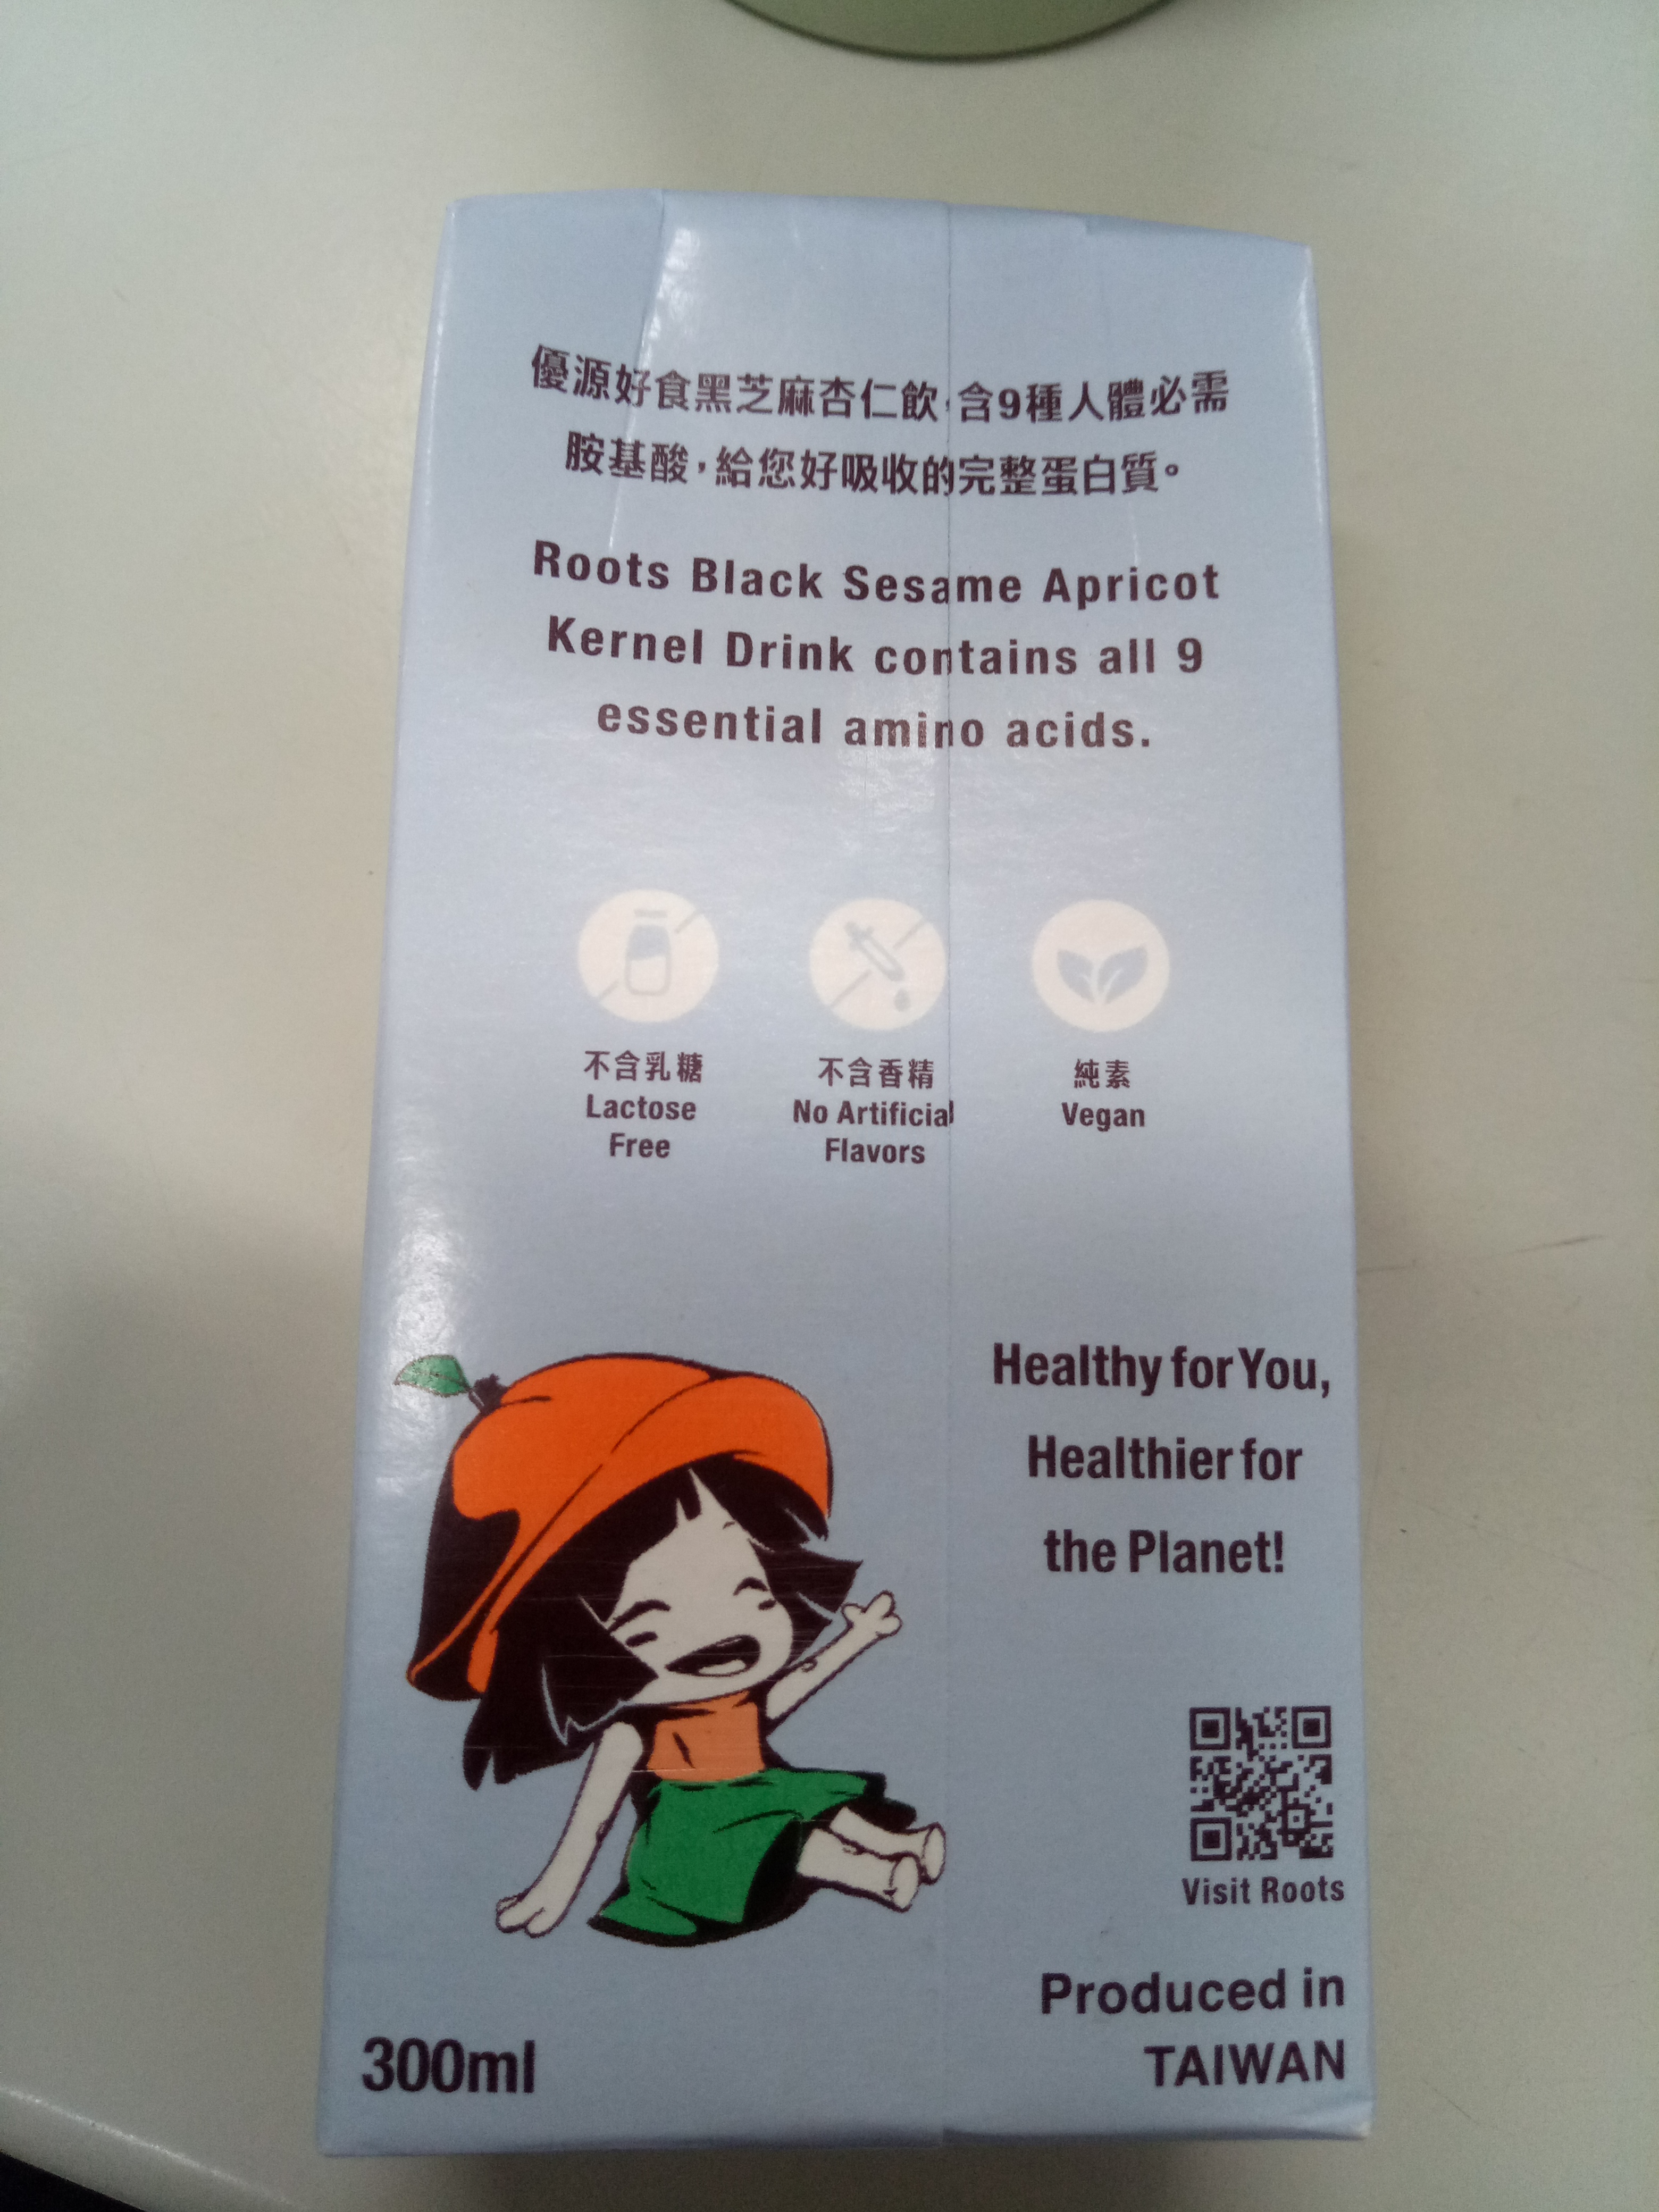 優源好食黑芝麻杏仁飲，含9種人體必需
胺基酸，給您好吸收的完整蛋白質。
Roots Black Sesame Apricot
Kernel Drink contains all 9
essential amino acids.
不含乳糖
Lactose
Free
不含香精
No Artificial
Flavors
純素
Vegan
Healthy for You,
Healthier for
the Planet!
Visit Roots
Produced in
TAIWAN
300ml